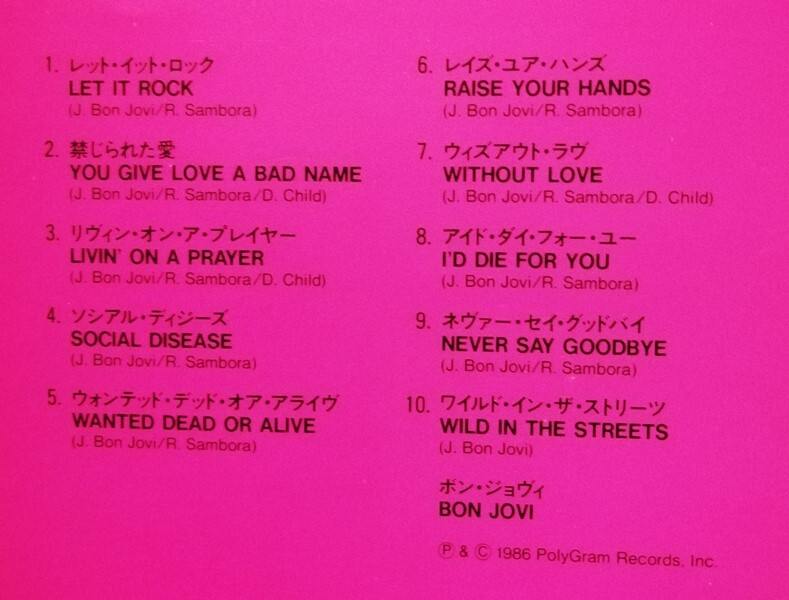 1. レット・イット・ロック
LET IT ROCK
(J. Bon Jovi/R. Sambora)
2. 禁じられた愛
YOU GIVE LOVE A BAD NAME
(J. Bon Jovi/R. Sambora/D. Child)
3. リヴィン・オン・ア・プレイヤー
LIVIN' ON A PRAYER
(J. Bon Jovi/R. Sambora/D. Child)
4. ソシアル・ディジーズ
SOCIAL DISEASE
(J. Bon Jovi/R. Sambora)
5. ウォンテッド・デッド・オア・アライヴ
WANTED DEAD OR ALIVE
(J. Bon Jovi/R. Sambora)
6. レイズ・ユア・ハンズ
RAISE YOUR HANDS
(J. Bon Jovi/R. Sambora)
7. ウィズアウト・ラヴ
WITHOUT LOVE
(J. Bon Jovi/R. Sambora/D. Child)
8. アイド・ダイ・フォー・ユー
I'D DIE FOR YOU
(J. Bon Jovi/R. Sambora)
9. ネヴァー・セイ・グッドバイ
NEVER SAY GOODBYE
(J. Bon Jovi/R. Sambora)
10. ワイルド・イン・ザ・ストリーツ
WILD IN THE STREETS
(J. Bon Jovi)
ボン・ジョヴィ
BON JOVI
Ⓟ & Ⓒ 1986 PolyGram Records, Inc.